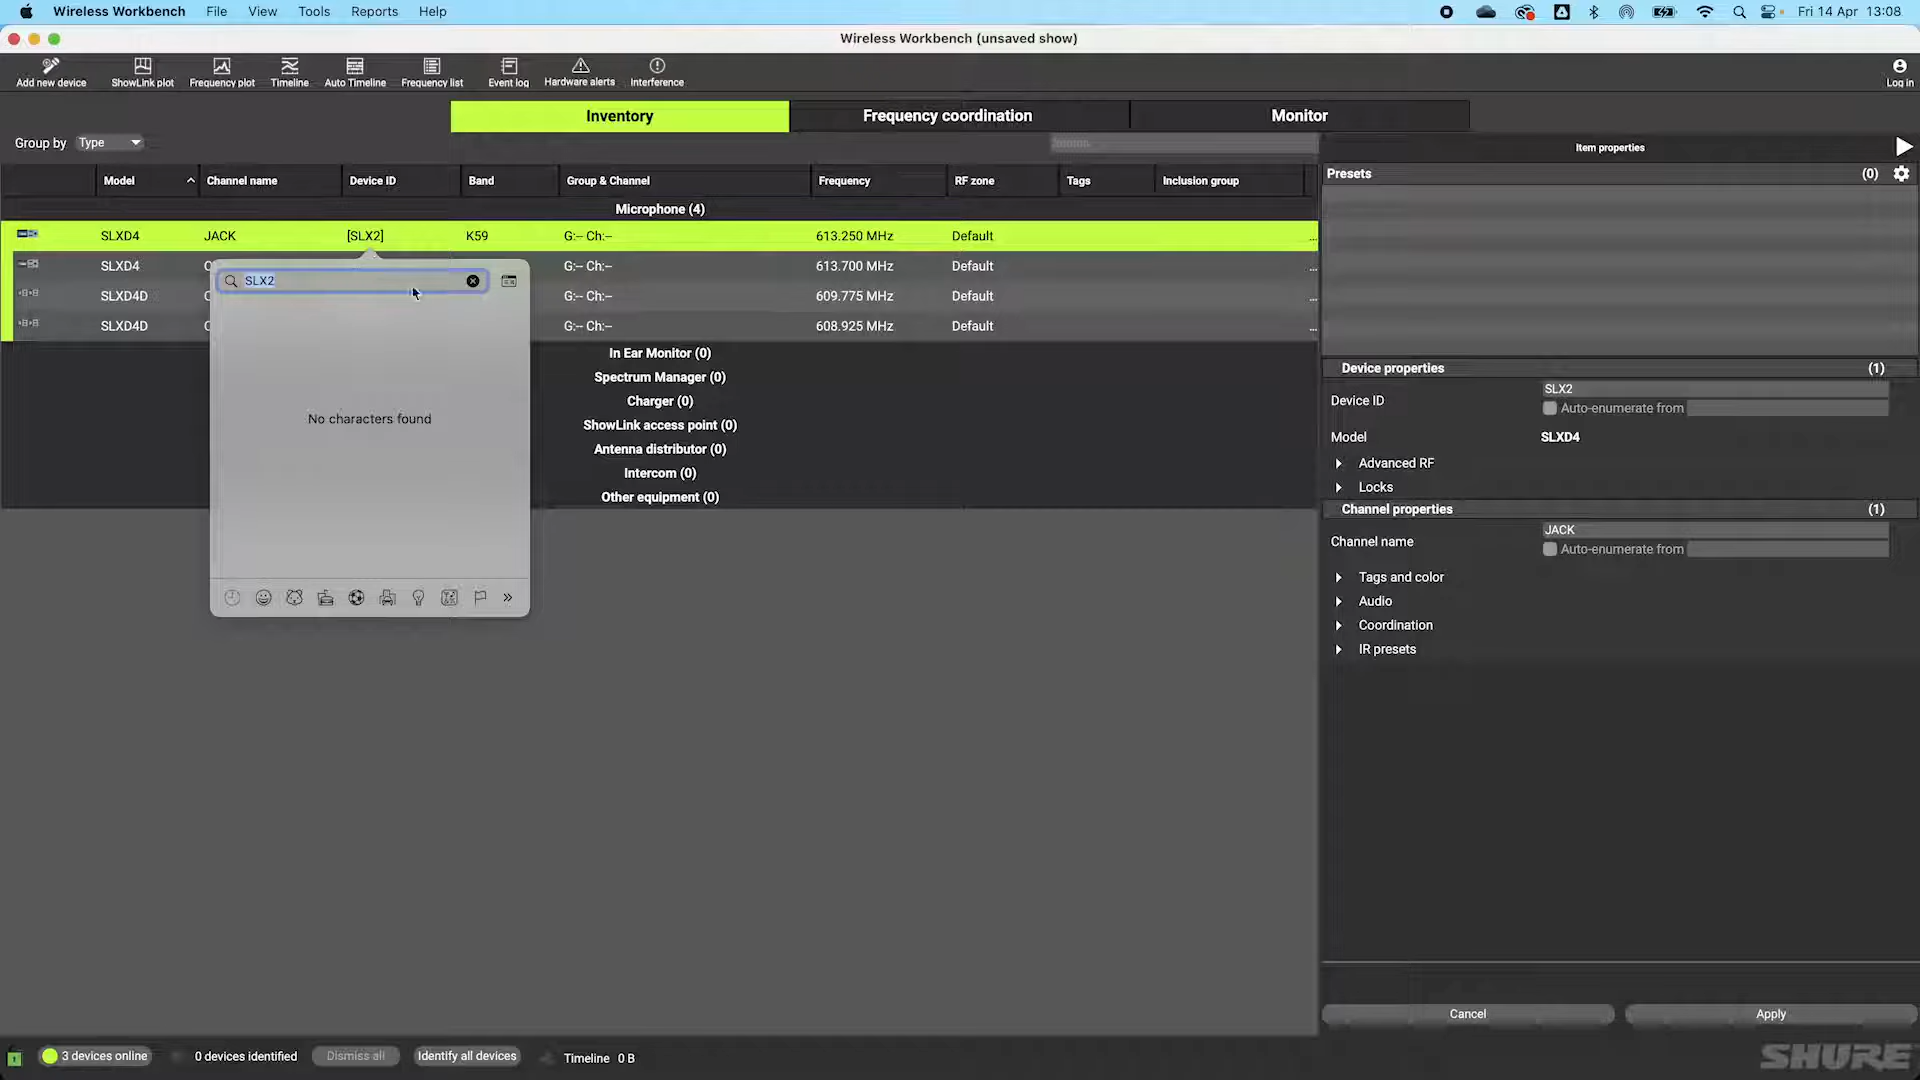 Wireless Workbench File View Tools Reports Help Fri 14 Apr 13:08
Wireless Workbench (unsaved show)
Add new device ShowLink plot Frequency plot Timeline Auto Timeline Frequency list Event log Hardware alerts Interference Log in
Inventory Frequency coordination Monitor
Group by Type Item properties
Presets (0)
Model Channel name Device ID Band Group & Channel Frequency RF zone Tags Inclusion group
Microphone (4)
SLXD4 JACK [SLX2] K59 G:-- Ch:-- 613.250 MHz Default ...
SLXD4 G:-- Ch:-- 613.700 MHz Default ...
SLXD4D G:-- Ch:-- 609.775 MHz Default ...
SLXD4D G:-- Ch:-- 608.925 MHz Default ...
SLX2
No characters found
In Ear Monitor (0)
Spectrum Manager (0)
Charger (0)
ShowLink access point (0)
Antenna distributor (0)
Intercom (0)
Other equipment (0)
Device properties (1)
Device ID SLX2
Auto-enumerate from
Model SLXD4
Advanced RF
Locks
Channel properties (1)
Channel name JACK
Auto-enumerate from
Tags and color
Audio
Coordination
IR presets
Cancel Apply
3 devices online 0 devices identified Dismiss all Identify all devices Timeline 0 B
SHURE